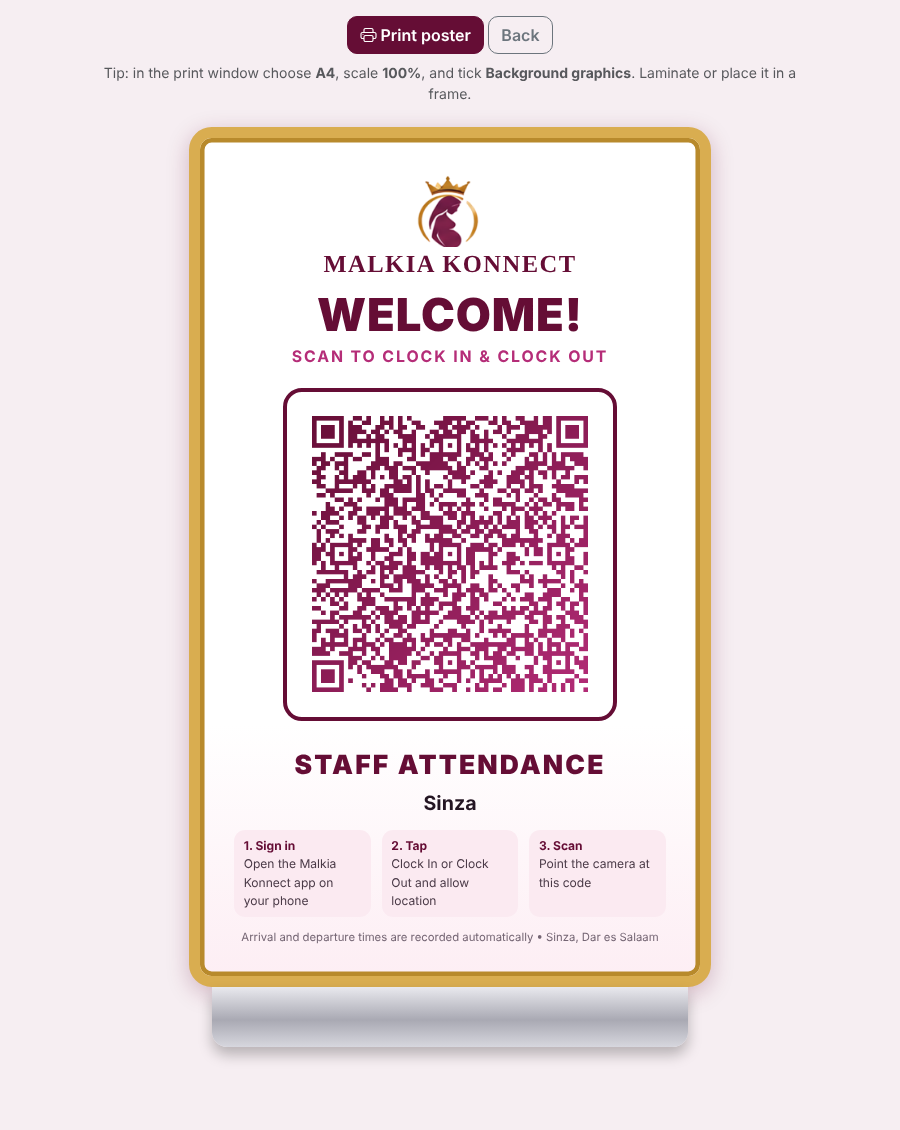 Print poster
Back
Tip: in the print window choose A4, scale 100%, and tick Background graphics. Laminate or place it in a
frame.
MALKIA KONNECT
WELCOME!
SCAN TO CLOCK IN & CLOCK OUT
STAFF ATTENDANCE
Sinza
1. Sign in
Open the Malkia
Konnect app on
your phone
2. Tap
Clock In or Clock
Out and allow
location
3. Scan
Point the camera at
this code
Arrival and departure times are recorded automatically • Sinza, Dar es Salaam